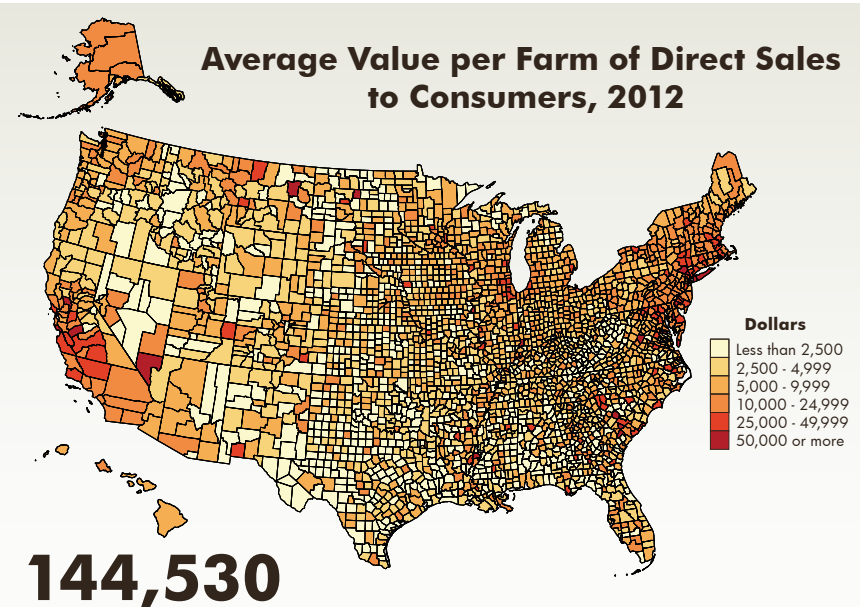 Average Value per Farm of Direct Sales
to Consumers, 2012
Dollars
Less than 2,500
2,500 - 4,999
5,000 - 9,999
10,000 - 24,999
25,000 - 49,999
50,000 or more
144,530